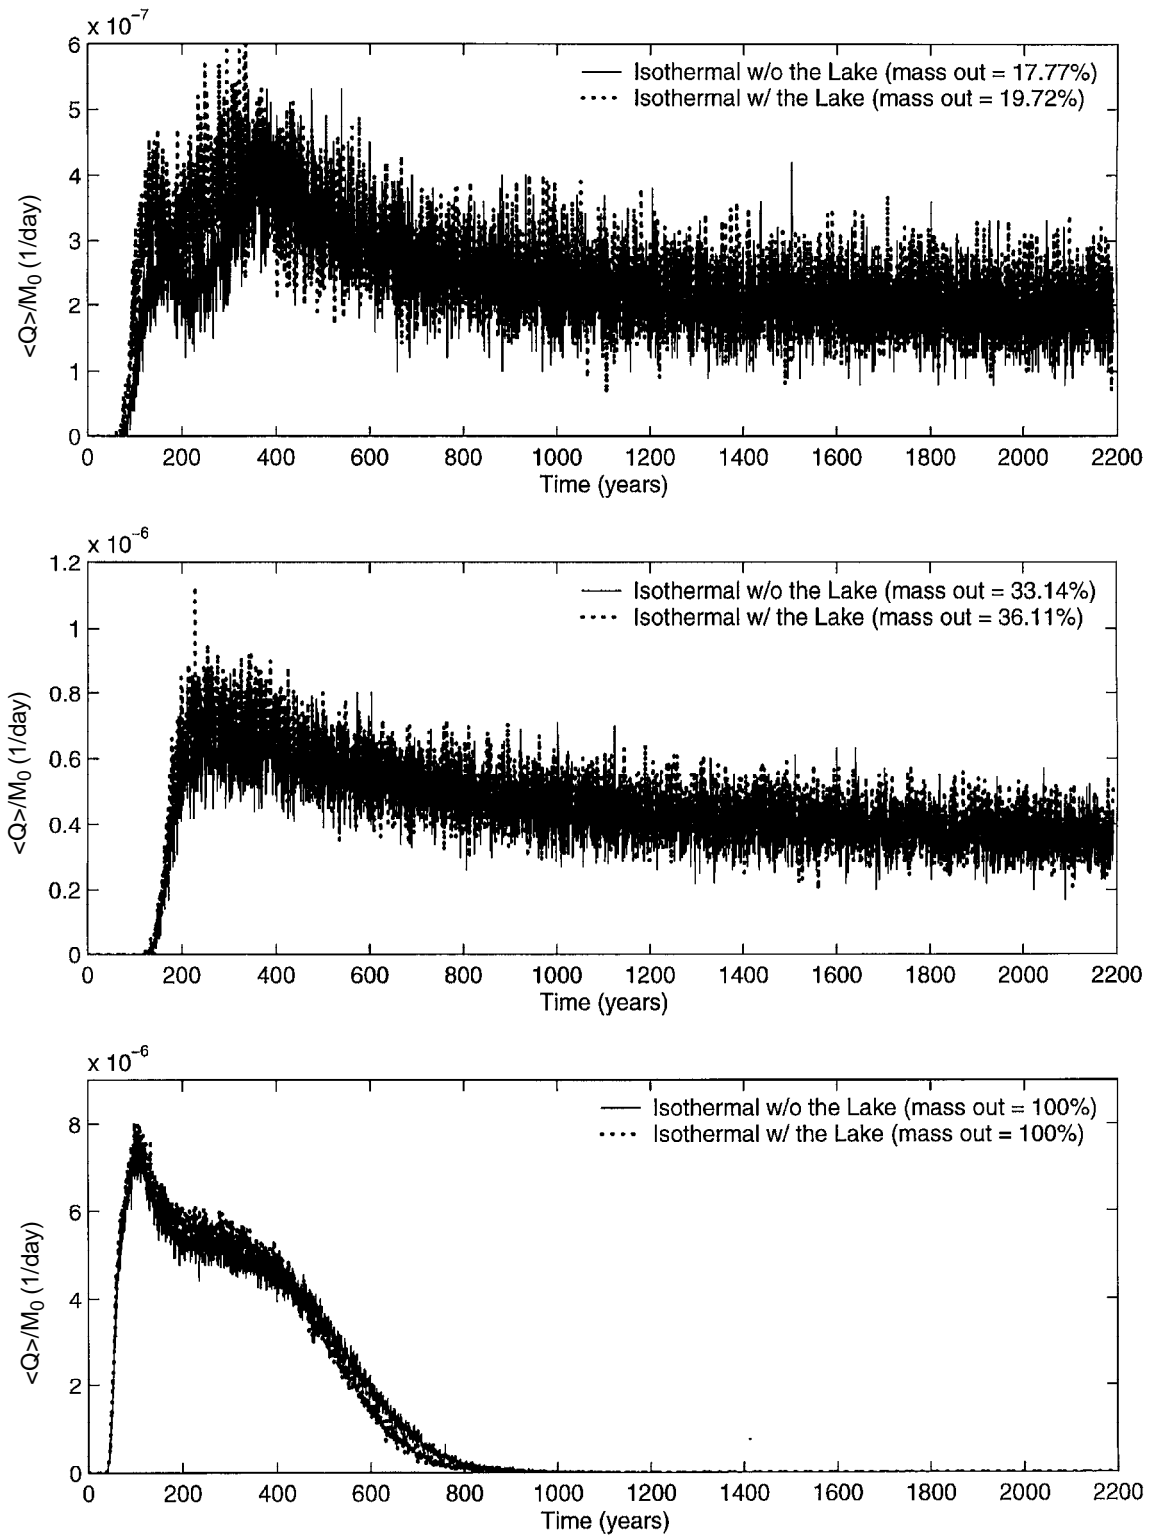 x 10⁻⁷
6
5
4
3
2
1
0
<Q>/M₀ (1/day)
Isothermal w/o the Lake (mass out = 17.77%)
Isothermal w/ the Lake (mass out = 19.72%)
0 200 400 600 800 1000 1200 1400 1600 1800 2000 2200
Time (years)
x 10⁻⁶
1.2
1
0.8
0.6
0.4
0.2
0
<Q>/M₀ (1/day)
Isothermal w/o the Lake (mass out = 33.14%)
Isothermal w/ the Lake (mass out = 36.11%)
0 200 400 600 800 1000 1200 1400 1600 1800 2000 2200
Time (years)
x 10⁻⁶
8
6
4
2
0
<Q>/M₀ (1/day)
Isothermal w/o the Lake (mass out = 100%)
Isothermal w/ the Lake (mass out = 100%)
0 200 400 600 800 1000 1200 1400 1600 1800 2000 2200
Time (years)